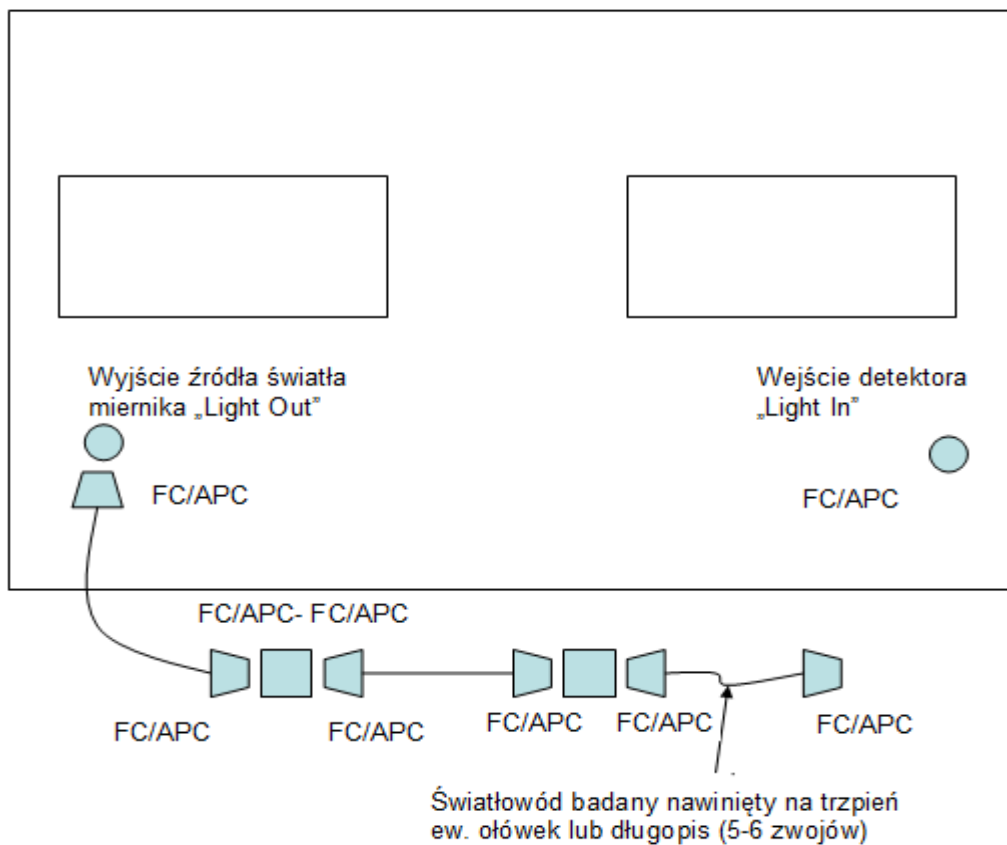 Wyjście źródła światła
miernika „Light Out”
Wejście detektora
„Light In”
FC/APC
FC/APC
FC/APC- FC/APC
FC/APC
FC/APC
FC/APC
FC/APC
FC/APC
Światłowód badany nawinięty na trzpień
ew. ołówek lub długopis (5-6 zwojów)